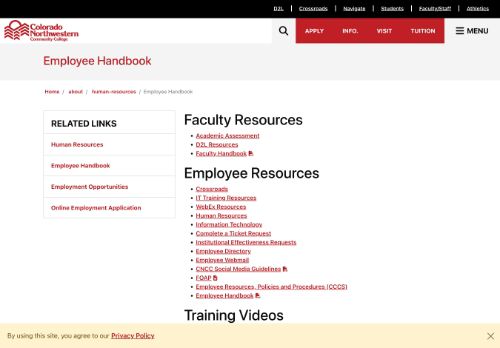 D2L
Crossroads
Navigate
Students
Faculty/Staff
Athletics
Colorado
Northwestern
Community College
APPLY
INFO.
VISIT
TUITION
MENU
Employee Handbook
Home / about / human-resources / Employee Handbook
RELATED LINKS
Human Resources
Employee Handbook
Employment Opportunities
Online Employment Application
Faculty Resources
Academic Assessment
D2L Resources
Faculty Handbook
Employee Resources
Crossroads
IT Training Resources
WebEx Resources
Human Resources
Information Technology
Complete a Ticket Request
Institutional Effectiveness Requests
Employee Directory
Employee Webmail
CNCC Social Media Guidelines
FOAP
Employee Resources, Policies and Procedures (CCCS)
Employee Handbook
Training Videos
By using this site, you agree to our Privacy Policy